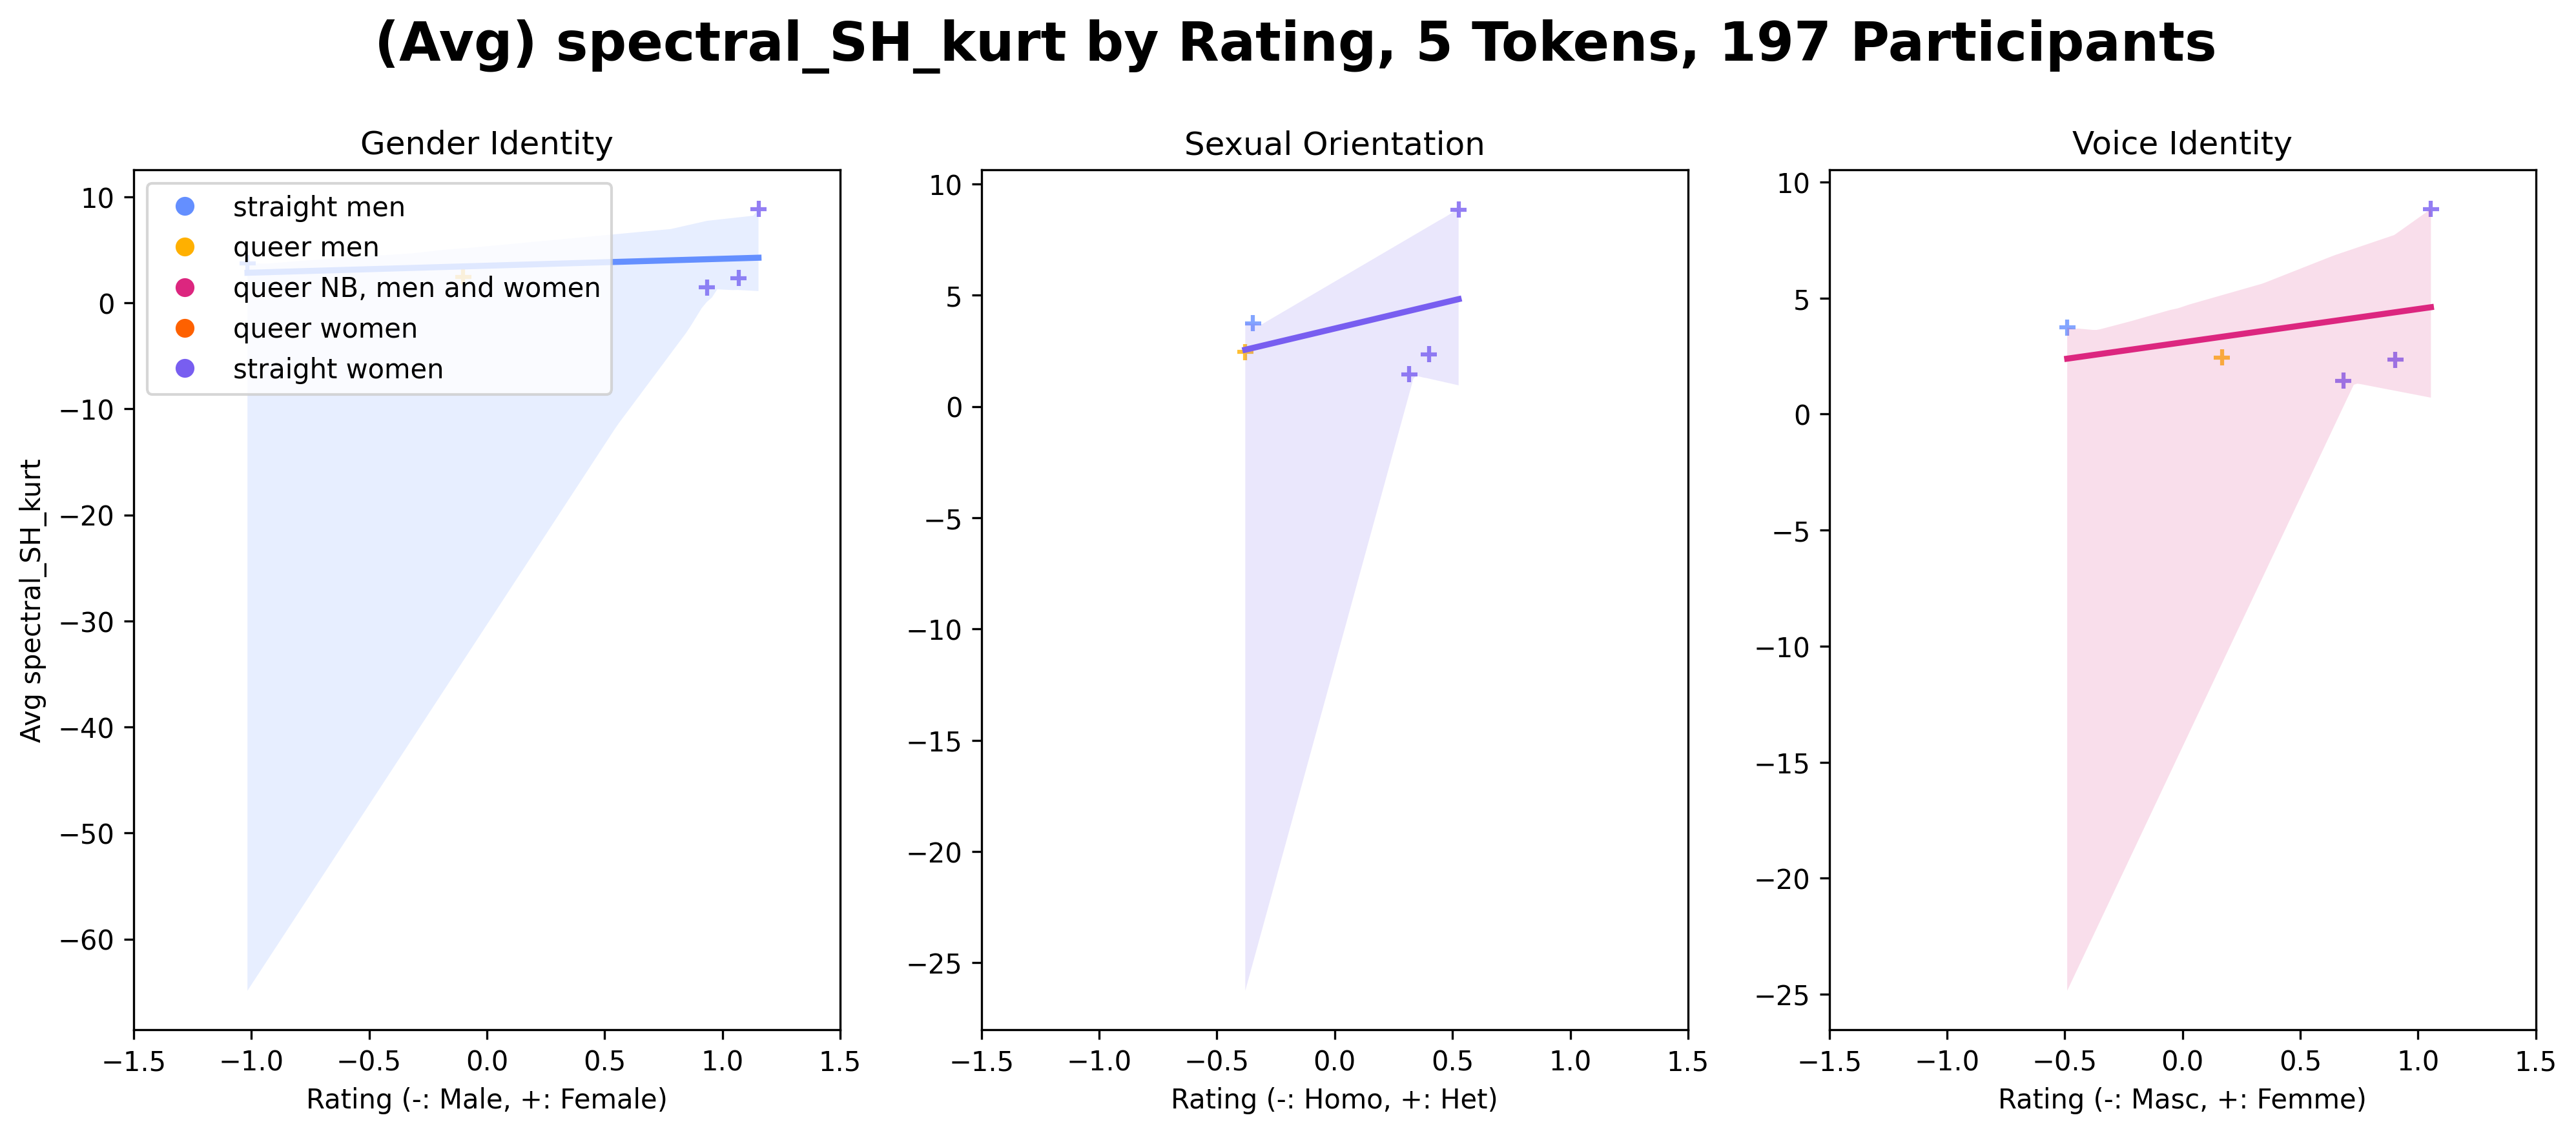 (Avg) spectral_SH_kurt by Rating, 5 Tokens, 197 Participants
Gender Identity
straight men
queer men
queer NB, men and women
queer women
straight women
10
0
−10
−20
−30
−40
−50
−60
Avg spectral_SH_kurt
−1.5 −1.0 −0.5 0.0 0.5 1.0 1.5
Rating (-: Male, +: Female)
Sexual Orientation
10
5
0
−5
−10
−15
−20
−25
−1.5 −1.0 −0.5 0.0 0.5 1.0 1.5
Rating (-: Homo, +: Het)
Voice Identity
10
5
0
−5
−10
−15
−20
−25
−1.5 −1.0 −0.5 0.0 0.5 1.0 1.5
Rating (-: Masc, +: Femme)